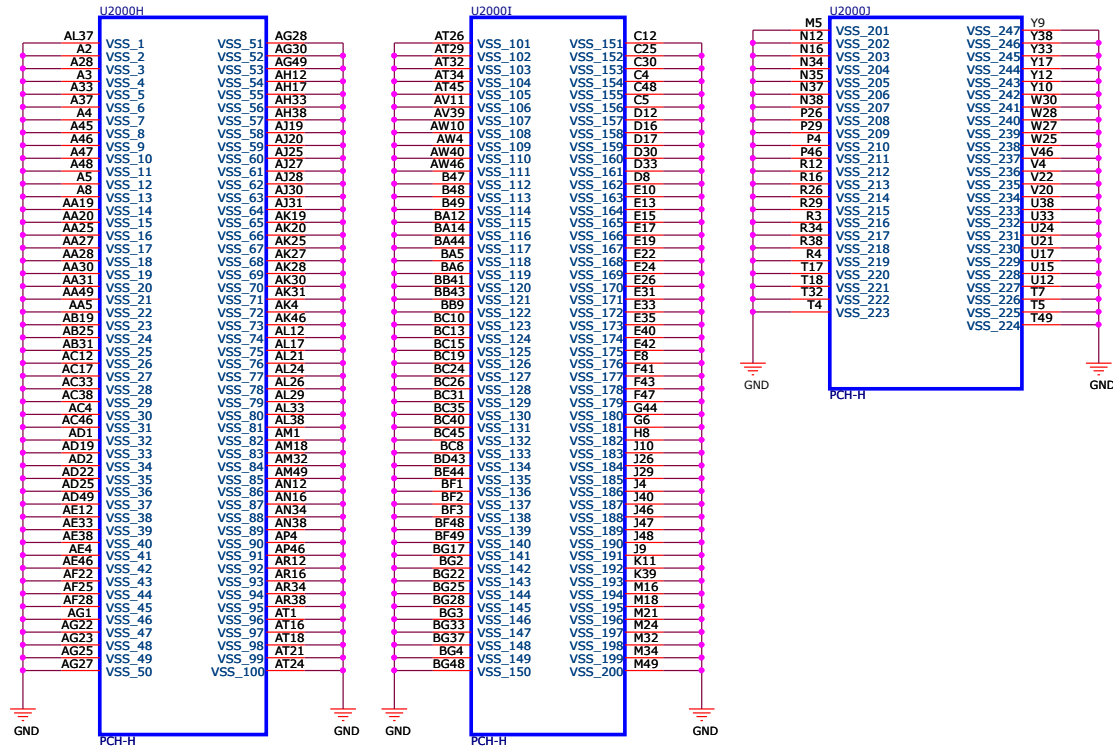 U2000H
AL37 VSS_1 VSS_51 AG28
A2 VSS_2 VSS_52 AG30
A28 VSS_3 VSS_53 AG49
A3 VSS_4 VSS_54 AH12
A33 VSS_5 VSS_55 AH17
A37 VSS_6 VSS_56 AH33
A4 VSS_7 VSS_57 AH38
A45 VSS_8 VSS_58 AJ19
A46 VSS_9 VSS_59 AJ20
A47 VSS_10 VSS_60 AJ25
A48 VSS_11 VSS_61 AJ27
A5 VSS_12 VSS_62 AJ28
A8 VSS_13 VSS_63 AJ30
AA19 VSS_14 VSS_64 AJ31
AA20 VSS_15 VSS_65 AK19
AA25 VSS_16 VSS_66 AK20
AA27 VSS_17 VSS_67 AK25
AA28 VSS_18 VSS_68 AK27
AA30 VSS_19 VSS_69 AK28
AA31 VSS_20 VSS_70 AK30
AA49 VSS_21 VSS_71 AK31
AA5 VSS_22 VSS_72 AK4
AB19 VSS_23 VSS_73 AK46
AB25 VSS_24 VSS_74 AL12
AB31 VSS_25 VSS_75 AL17
AC12 VSS_26 VSS_76 AL21
AC17 VSS_27 VSS_77 AL24
AC33 VSS_28 VSS_78 AL26
AC38 VSS_29 VSS_79 AL29
AC4 VSS_30 VSS_80 AL33
AC46 VSS_31 VSS_81 AL38
AD1 VSS_32 VSS_82 AM1
AD19 VSS_33 VSS_83 AM18
AD2 VSS_34 VSS_84 AM32
AD22 VSS_35 VSS_85 AM49
AD25 VSS_36 VSS_86 AN12
AD49 VSS_37 VSS_87 AN16
AE12 VSS_38 VSS_88 AN34
AE33 VSS_39 VSS_89 AN38
AE38 VSS_40 VSS_90 AP4
AE4 VSS_41 VSS_91 AP46
AE46 VSS_42 VSS_92 AR12
AF22 VSS_43 VSS_93 AR16
AF25 VSS_44 VSS_94 AR34
AF28 VSS_45 VSS_95 AR38
AG1 VSS_46 VSS_96 AT1
AG22 VSS_47 VSS_97 AT16
AG23 VSS_48 VSS_98 AT18
AG25 VSS_49 VSS_99 AT21
AG27 VSS_50 VSS_100 AT24
GND GND
PCH-H
U2000I
AT26 VSS_101 VSS_151 C12
AT29 VSS_102 VSS_152 C25
AT32 VSS_103 VSS_153 C30
AT34 VSS_104 VSS_154 C4
AT45 VSS_105 VSS_155 C48
AV11 VSS_106 VSS_156 C5
AV39 VSS_107 VSS_157 D12
AW10 VSS_108 VSS_158 D16
AW4 VSS_109 VSS_159 D17
AW40 VSS_110 VSS_160 D30
AW46 VSS_111 VSS_161 D33
B47 VSS_112 VSS_162 D8
B48 VSS_113 VSS_163 E10
B49 VSS_114 VSS_164 E13
BA12 VSS_115 VSS_165 E15
BA14 VSS_116 VSS_166 E17
BA44 VSS_117 VSS_167 E19
BA5 VSS_118 VSS_168 E22
BA6 VSS_119 VSS_169 E24
BB41 VSS_120 VSS_170 E26
BB43 VSS_121 VSS_171 E31
BB9 VSS_122 VSS_172 E33
BC10 VSS_123 VSS_173 E35
BC13 VSS_124 VSS_174 E40
BC15 VSS_125 VSS_175 E42
BC19 VSS_126 VSS_176 E8
BC24 VSS_127 VSS_177 F41
BC26 VSS_128 VSS_178 F43
BC31 VSS_129 VSS_179 F47
BC35 VSS_130 VSS_180 G44
BC40 VSS_131 VSS_181 G6
BC45 VSS_132 VSS_182 H8
BC8 VSS_133 VSS_183 J10
BD43 VSS_134 VSS_184 J26
BE44 VSS_135 VSS_185 J29
BF1 VSS_136 VSS_186 J4
BF2 VSS_137 VSS_187 J40
BF3 VSS_138 VSS_188 J46
BF48 VSS_139 VSS_189 J47
BF49 VSS_140 VSS_190 J48
BG17 VSS_141 VSS_191 J9
BG2 VSS_142 VSS_192 K11
BG22 VSS_143 VSS_193 K39
BG25 VSS_144 VSS_194 M16
BG28 VSS_145 VSS_195 M18
BG3 VSS_146 VSS_196 M21
BG33 VSS_147 VSS_197 M24
BG37 VSS_148 VSS_198 M32
BG4 VSS_149 VSS_199 M34
BG48 VSS_150 VSS_200 M49
GND GND
PCH-H
U2000J
M5 VSS_201 VSS_247 Y9
N12 VSS_202 VSS_246 Y38
N16 VSS_203 VSS_245 Y33
N34 VSS_204 VSS_244 Y17
N35 VSS_205 VSS_243 Y12
N37 VSS_206 VSS_242 Y10
N38 VSS_207 VSS_241 W30
P26 VSS_208 VSS_240 W28
P29 VSS_209 VSS_239 W27
P4 VSS_210 VSS_238 W25
P46 VSS_211 VSS_237 V46
R12 VSS_212 VSS_236 V4
R16 VSS_213 VSS_235 V22
R26 VSS_214 VSS_234 V20
R29 VSS_215 VSS_233 U38
R3 VSS_216 VSS_232 U33
R34 VSS_217 VSS_231 U24
R38 VSS_218 VSS_230 U21
R4 VSS_219 VSS_229 U17
T17 VSS_220 VSS_228 U15
T18 VSS_221 VSS_227 U12
T32 VSS_222 VSS_226 T7
T4 VSS_223 VSS_225 T5
VSS_224 T49
GND GND
PCH-H